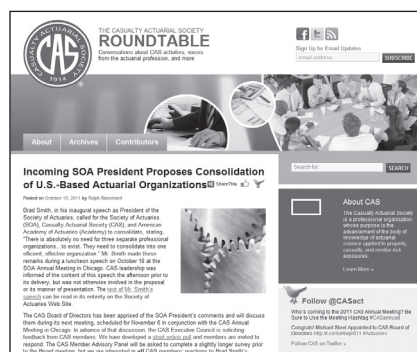 CASUALTY ACTUARIAL SOCIETY
CAS
1914
®
THE CASUALTY ACTUARIAL SOCIETY
ROUNDTABLE
Conversations about CAS activities, voices
from the actuarial profession, and more
Sign Up for Email Updates
email address
SUBSCRIBE
About
Archives
Contributors
Incoming SOA President Proposes Consolidation
of U.S.-Based Actuarial Organizations
ShareThis
Posted on October 19, 2011 by Ralph Blanchard
Brad Smith, in his inaugural speech as President of the
Society of Actuaries, called for the Society of Actuaries
(SOA), Casualty Actuarial Society (CAS), and American
Academy of Actuaries (Academy) to consolidate, stating,
"There is absolutely no need for three separate professional
organizations...to exist. They need to consolidate into one
efficient, effective organization." Mr. Smith made these
remarks during a luncheon speech on October 18 at the
SOA Annual Meeting in Chicago. CAS leadership was
informed of the content of this speech the afternoon prior to
its delivery, but was not otherwise involved in the proposal
or its manner of presentation. The text of Mr. Smith's
speech can be read in its entirety on the Society of
Actuaries Web Site.
The CAS Board of Directors has been apprised of the SOA President's comments and will discuss
them during its next meeting, scheduled for November 6 in conjunction with the CAS Annual
Meeting in Chicago. In advance of that discussion, the CAS Executive Council is soliciting
feedback from CAS members. We have developed a short online poll and members are invited to
respond. The CAS Member Advisory Panel will be asked to complete a slightly longer survey prior
to the Board meeting, but we are interested in all CAS members' reactions to Brad Smith's
Search for:
SEARCH
About CAS
The Casualty Actuarial Society
is a professional organization
whose purpose is the
advancement of the body of
knowledge of actuarial
science applied to property,
casualty, and similar risk
exposures.
Learn More »
Follow @CASact
Who's coming to the 2011 CAS Annual Meeting? Be
Sure to Use the Meeting Hashtag #CASannual!
Congrats! Michael Steel Appointed to CAST Board of
Directors
Follow CAS on Twitter »